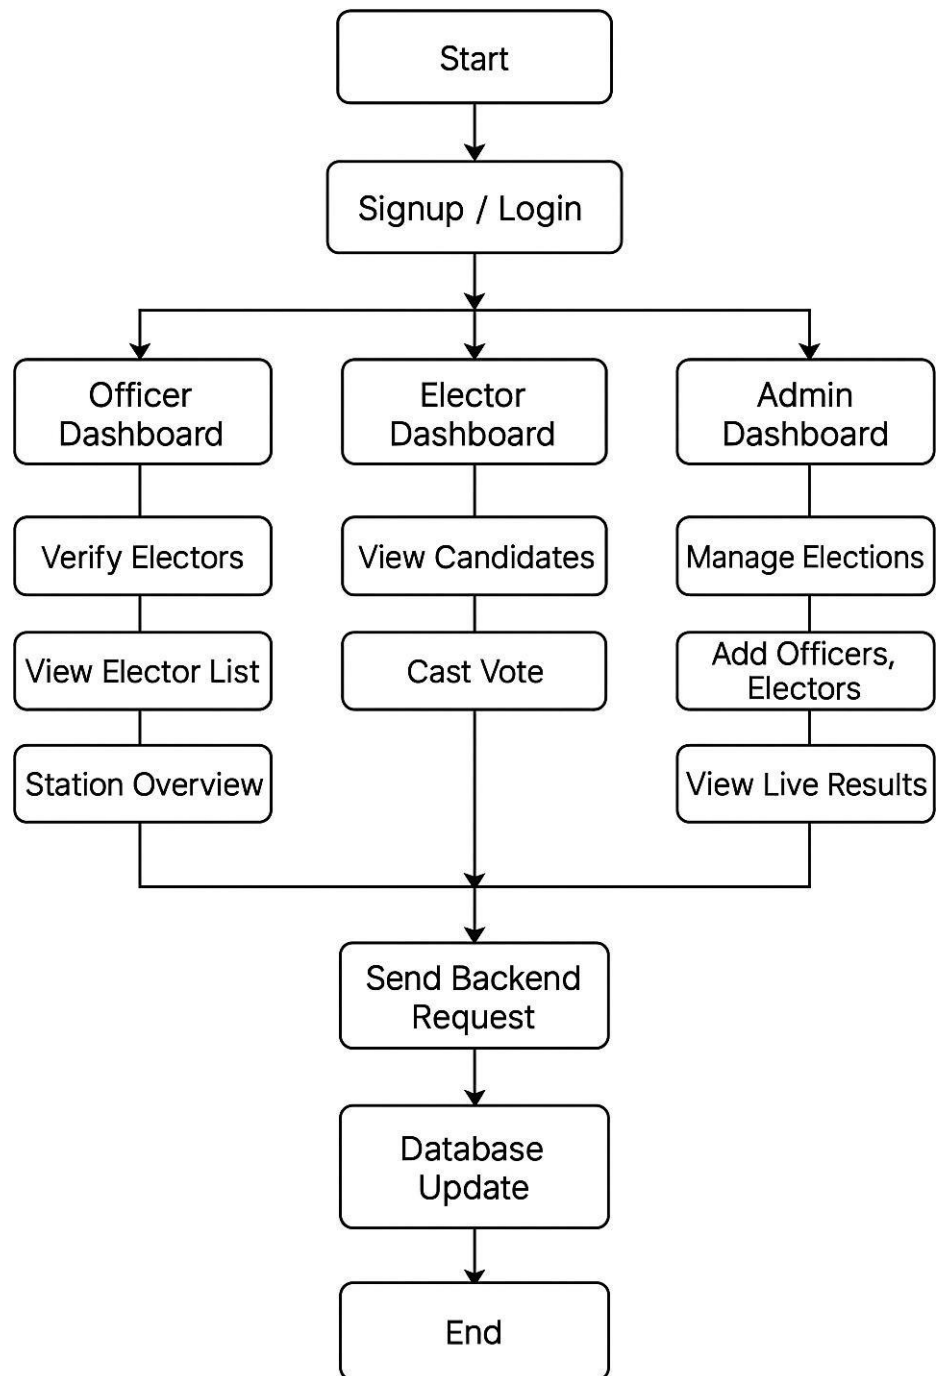 Start
Signup / Login
Officer
Dashboard
Elector
Dashboard
Admin
Dashboard
Verify Electors
View Candidates
Manage Elections
View Elector List
Cast Vote
Add Officers,
Electors
Station Overview
View Live Results
Send Backend
Request
Database
Update
End